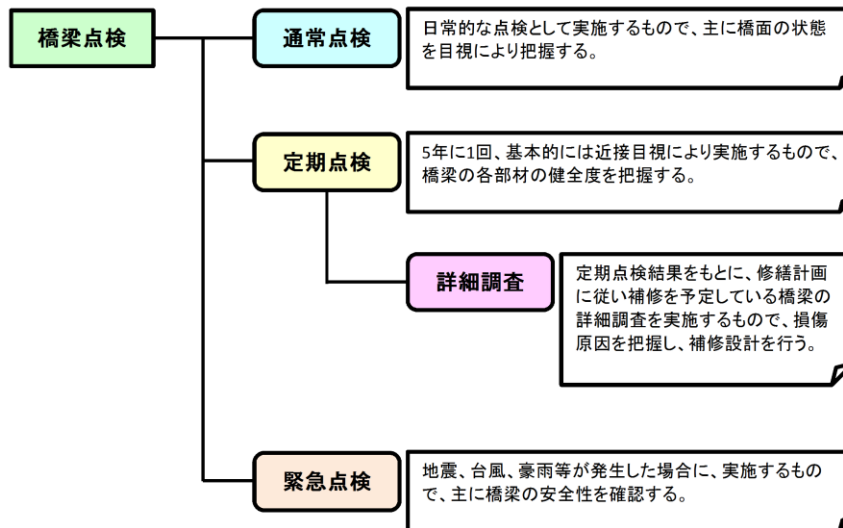 橋梁点検
通常点検
日常的な点検として実施するもので、主に橋面の状態
を目視により把握する。
定期点検
5年に1回、基本的には近接目視により実施するもので、
橋梁の各部材の健全度を把握する。
詳細調査
定期点検結果をもとに、修繕計画
に従い補修を予定している橋梁の
詳細調査を実施するもので、損傷
原因を把握し、補修設計を行う。
緊急点検
地震、台風、豪雨等が発生した場合に、実施するもの
で、主に橋梁の安全性を確認する。